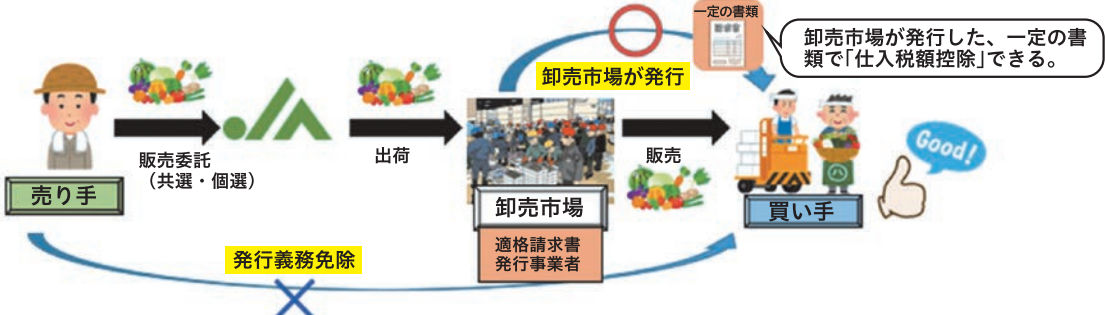 一定の書類
卸売市場が発行した、一定の書
類で「仕入税額控除」できる。
卸売市場が発行
販売委託
（共選・個選）
出荷
販売
Good!
売り手
卸売市場
買い手
適格請求書
発行事業者
発行義務免除